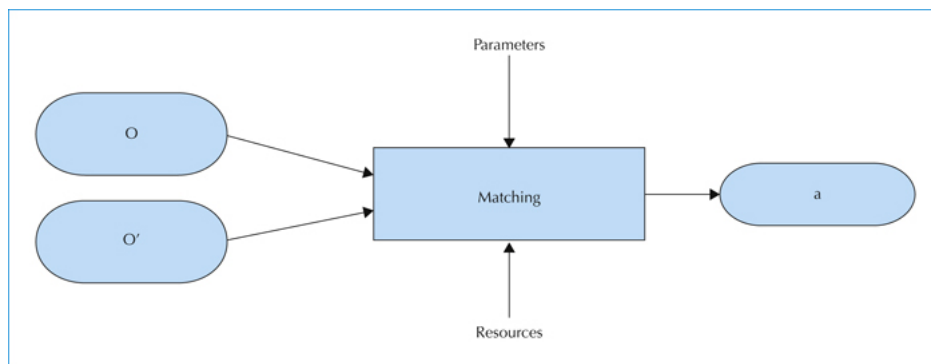 Parameters
O
Matching
a
O′
Resources